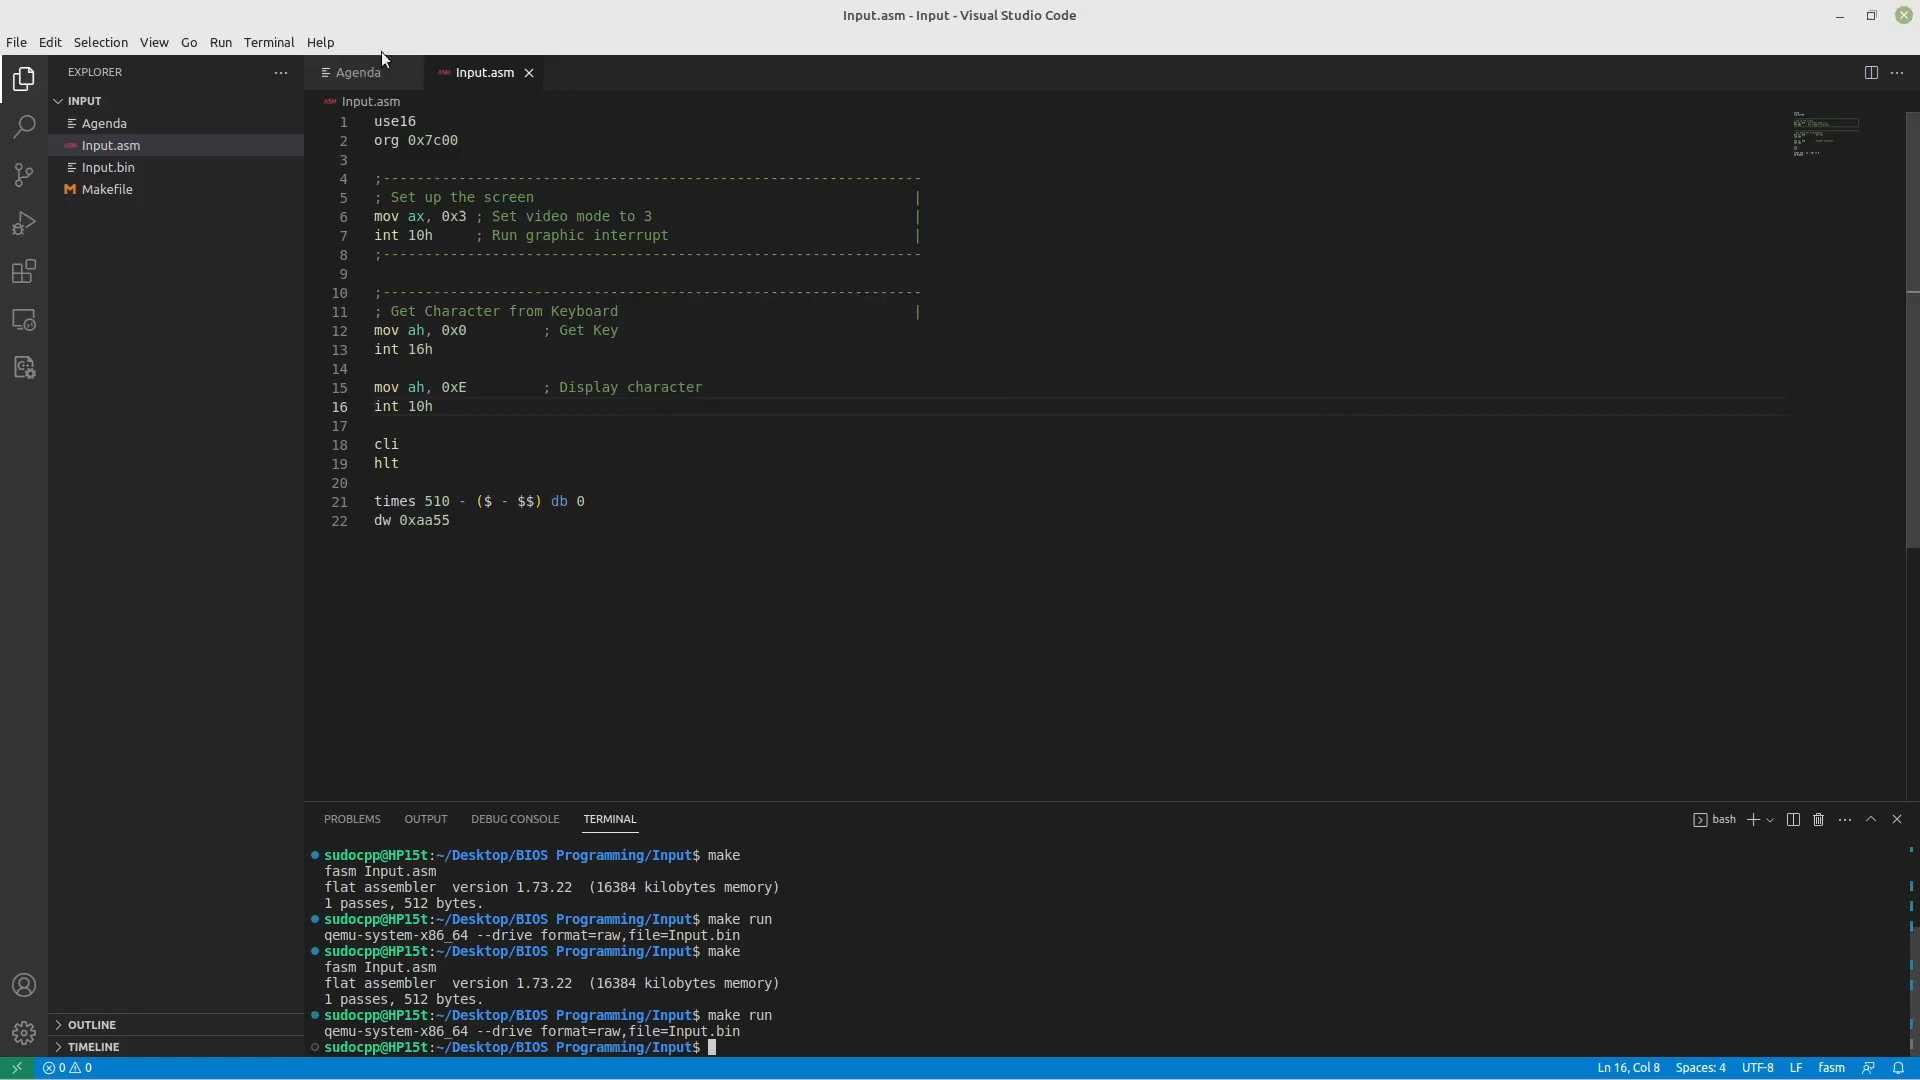 Input.asm - Input - Visual Studio Code
File Edit Selection View Go Run Terminal Help
EXPLORER
INPUT
Agenda
Input.asm
Input.bin
Makefile
OUTLINE
TIMELINE
Agenda
Input.asm
Input.asm
1 use16
2 org 0x7c00
3
4 ;----------------------------------------------------------------
5 ; Set up the screen |
6 mov ax, 0x3 ; Set video mode to 3 |
7 int 10h ; Run graphic interrupt |
8 ;----------------------------------------------------------------
9
10 ;----------------------------------------------------------------
11 ; Get Character from Keyboard |
12 mov ah, 0x0 ; Get Key
13 int 16h
14
15 mov ah, 0xE ; Display character
16 int 10h
17
18 cli
19 hlt
20
21 times 510 - ($ - $$) db 0
22 dw 0xaa55
PROBLEMS OUTPUT DEBUG CONSOLE TERMINAL
bash
sudocpp@HP15t:~/Desktop/BIOS Programming/Input$ make
fasm Input.asm
flat assembler version 1.73.22 (16384 kilobytes memory)
1 passes, 512 bytes.
sudocpp@HP15t:~/Desktop/BIOS Programming/Input$ make run
qemu-system-x86_64 --drive format=raw,file=Input.bin
sudocpp@HP15t:~/Desktop/BIOS Programming/Input$ make
fasm Input.asm
flat assembler version 1.73.22 (16384 kilobytes memory)
1 passes, 512 bytes.
sudocpp@HP15t:~/Desktop/BIOS Programming/Input$ make run
qemu-system-x86_64 --drive format=raw,file=Input.bin
sudocpp@HP15t:~/Desktop/BIOS Programming/Input$
0 0
Ln 16, Col 8 Spaces: 4 UTF-8 LF fasm